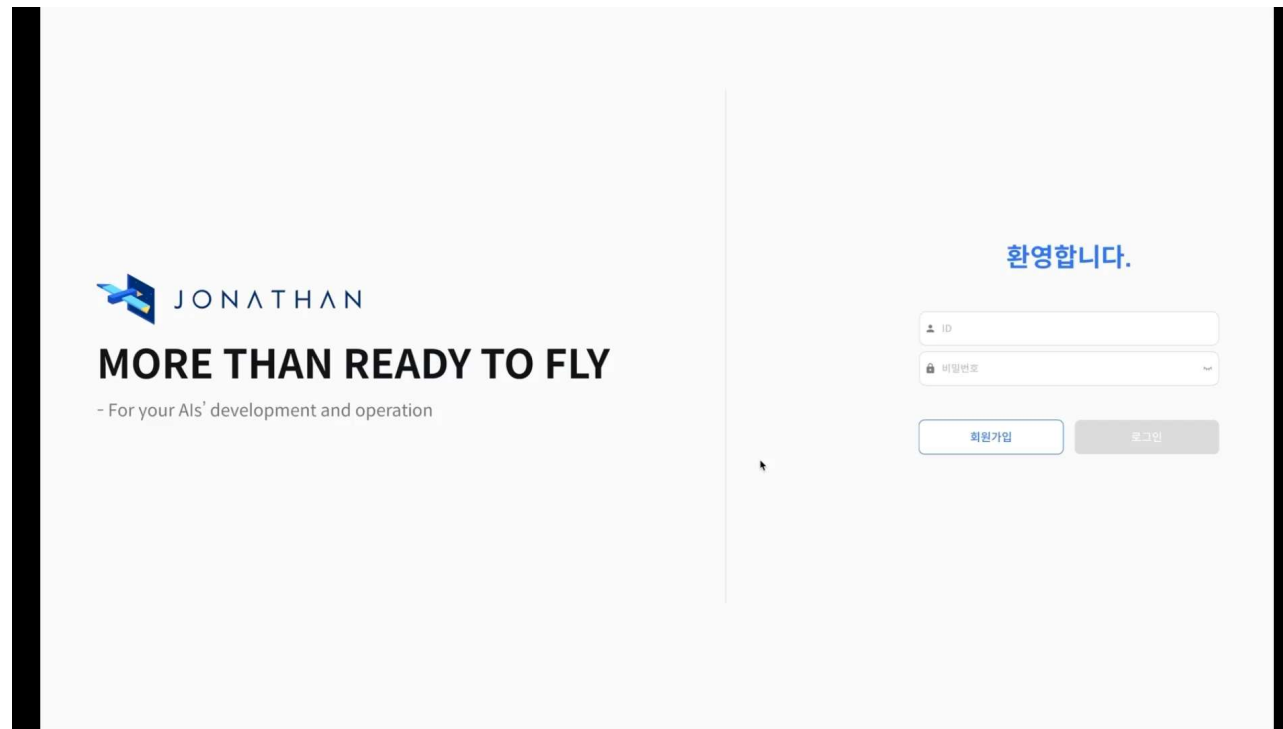 JONATHAN
MORE THAN READY TO FLY
- For your AIs' development and operation
환영합니다.
ID
비밀번호
회원가입
로그인